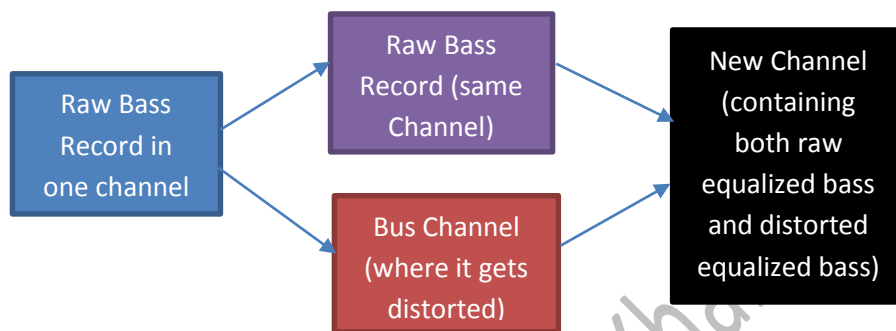 Raw Bass
Record in
one channel
Raw Bass
Record (same
Channel)
Bus Channel
(where it gets
distorted)
New Channel
(containing
both raw
equalized bass
and distorted
equalized bass)